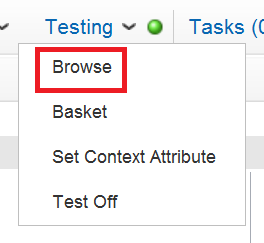 Testing Tasks (
Browse
Basket
Set Context Attribute
Test Off